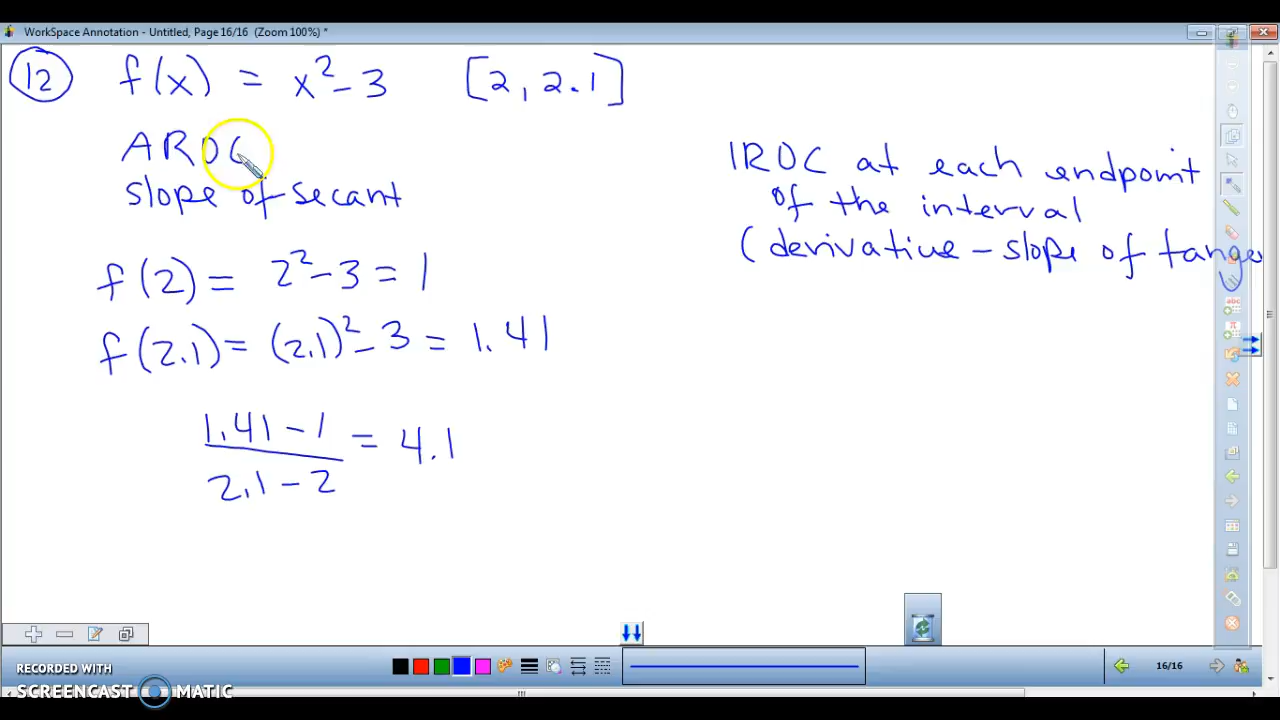 WorkSpace Annotation - Untitled, Page 16/16 (Zoom 100%) *
12 f(x) = x² - 3 [2, 2.1]
AROC
slope of secant
f(2) = 2² - 3 = 1
f(2.1) = (2.1)² - 3 = 1.41
1.41 - 1
2.1 - 2
= 4.1
IROC at each endpoint
of the interval
(derivative - slope of tange
abc
π
RECORDED WITH
SCREENCAST MATIC
16/16